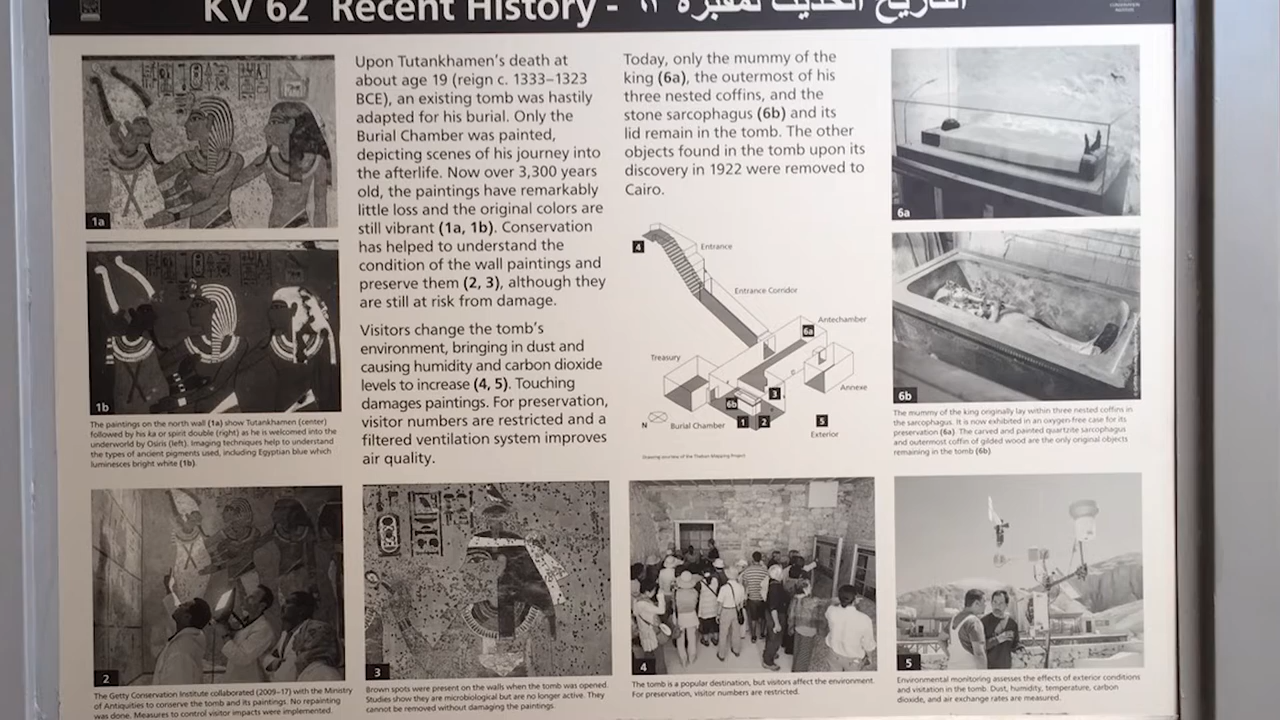 KV 62 Recent History - التاريخ الحديث لمقبرة ٦٢
Upon Tutankhamen's death at
about age 19 (reign c. 1333–1323
BCE), an existing tomb was hastily
adapted for his burial. Only the
Burial Chamber was painted,
depicting scenes of his journey into
the afterlife. Now over 3,300 years
old, the paintings have remarkably
little loss and the original colors are
still vibrant (1a, 1b). Conservation
has helped to understand the
condition of the wall paintings and
preserve them (2, 3), although they
are still at risk from damage.
Visitors change the tomb's
environment, bringing in dust and
causing humidity and carbon dioxide
levels to increase (4, 5). Touching
damages paintings. For preservation,
visitor numbers are restricted and a
filtered ventilation system improves
air quality.
Today, only the mummy of the
king (6a), the outermost of his
three nested coffins, and the
stone sarcophagus (6b) and its
lid remain in the tomb. The other
objects found in the tomb upon its
discovery in 1922 were removed to
Cairo.
1a
1b
The paintings on the north wall (1a) show Tutankhamen (center)
followed by his ka or spirit double (right) as he is welcomed into the
underworld by Osiris (left). Imaging techniques help to understand
the types of ancient pigments used, including Egyptian blue which
luminesces bright white (1b).
4
Entrance
Entrance Corridor
Antechamber
6a
Treasury
Annexe
3
6b
1
2
5
N
Burial Chamber
Exterior
Drawing courtesy of the Theban Mapping Project
6a
6b
The mummy of the king originally lay within three nested coffins in
the sarcophagus. It is now exhibited in an oxygen-free case for its
preservation (6a). The carved and painted quartzite sarcophagus
and outermost coffin of gilded wood are the only original objects
remaining in the tomb (6b).
2
The Getty Conservation Institute collaborated (2009–17) with the Ministry
of Antiquities to conserve the tomb and its paintings. No repainting
was done. Measures to control visitor impacts were implemented.
3
Brown spots were present on the walls when the tomb was opened.
Studies show they are microbiological but are no longer active. They
cannot be removed without damaging the paintings.
4
The tomb is a popular destination, but visitors affect the environment.
For preservation, visitor numbers are restricted.
5
Environmental monitoring assesses the effects of exterior conditions
and visitation in the tomb. Dust, humidity, temperature, carbon
dioxide, and air exchange rates are measured.